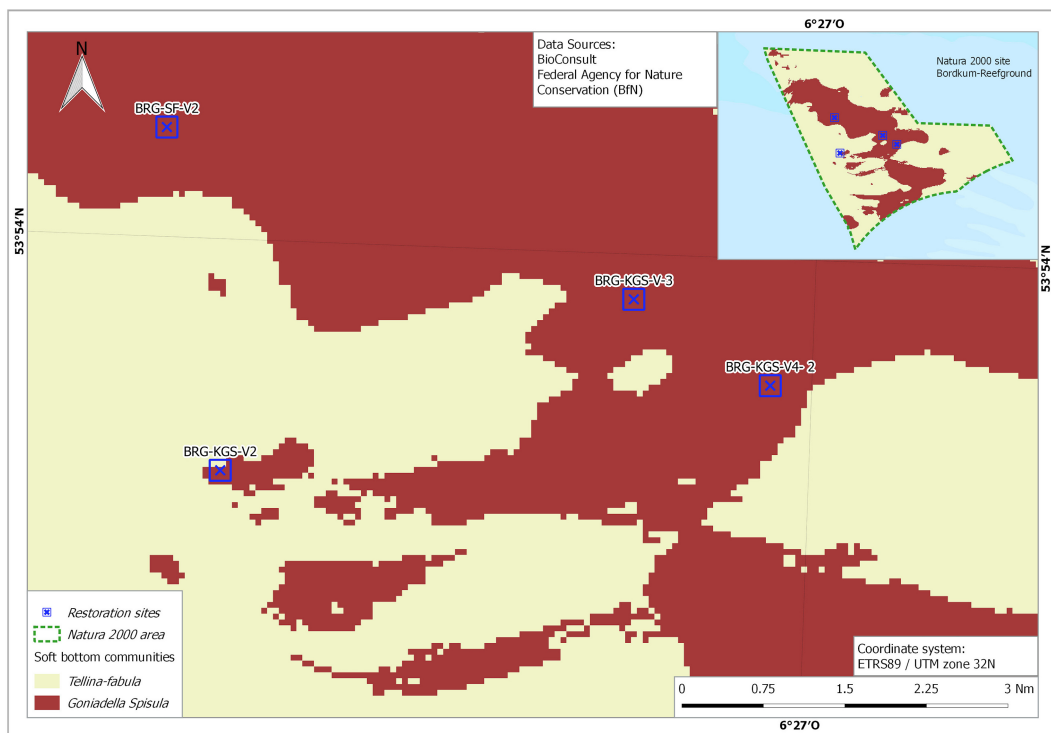 6°27'O
N
Data Sources:
BioConsult
Federal Agency for Nature
Conservation (BfN)
Natura 2000 site
Bordkum-Reefground
BRG-SF-V2
53°54'N
53°54'N
BRG-KGS-V-3
BRG-KGS-V4- 2
BRG-KGS-V2
Restoration sites
Natura 2000 area
Soft bottom communities
Tellina-fabula
Goniadella Spisula
Coordinate system:
ETRS89 / UTM zone 32N
0 0.75 1.5 2.25 3 Nm
6°27'O